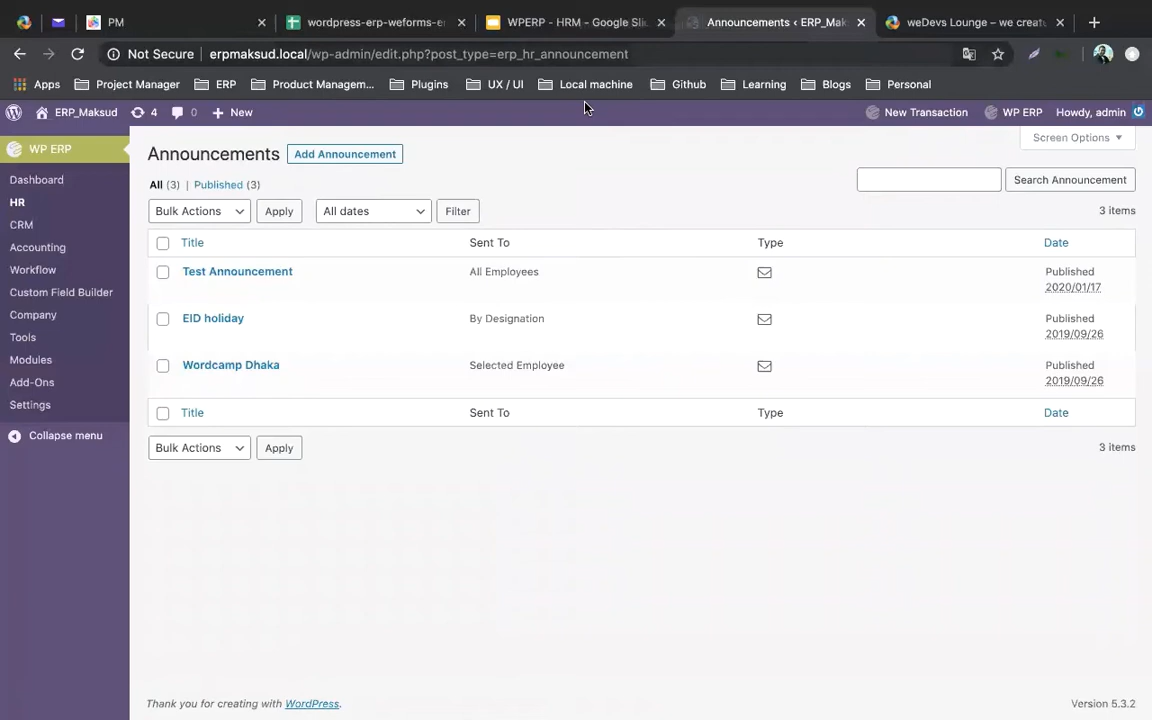 PM
wordpress-erp-weforms-er
WPERP - HRM - Google Slid
Announcements ‹ ERP_Mak
weDevs Lounge – we creat
Not Secure
erpmaksud.local/wp-admin/edit.php?post_type=erp_hr_announcement
Apps
Project Manager
ERP
Product Managem...
Plugins
UX / UI
Local machine
Github
Learning
Blogs
Personal
ERP_Maksud
4
0
New
New Transaction
WP ERP
Howdy, admin
WP ERP
Dashboard
HR
CRM
Accounting
Workflow
Custom Field Builder
Company
Tools
Modules
Add-Ons
Settings
Collapse menu
Screen Options
Announcements
Add Announcement
All (3) | Published (3)
Search Announcement
Bulk Actions
Apply
All dates
Filter
3 items
Title Sent To Type Date
Test Announcement All Employees Published
2020/01/17
EID holiday By Designation Published
2019/09/26
Wordcamp Dhaka Selected Employee Published
2019/09/26
Title Sent To Type Date
Bulk Actions
Apply
3 items
Thank you for creating with WordPress.
Version 5.3.2